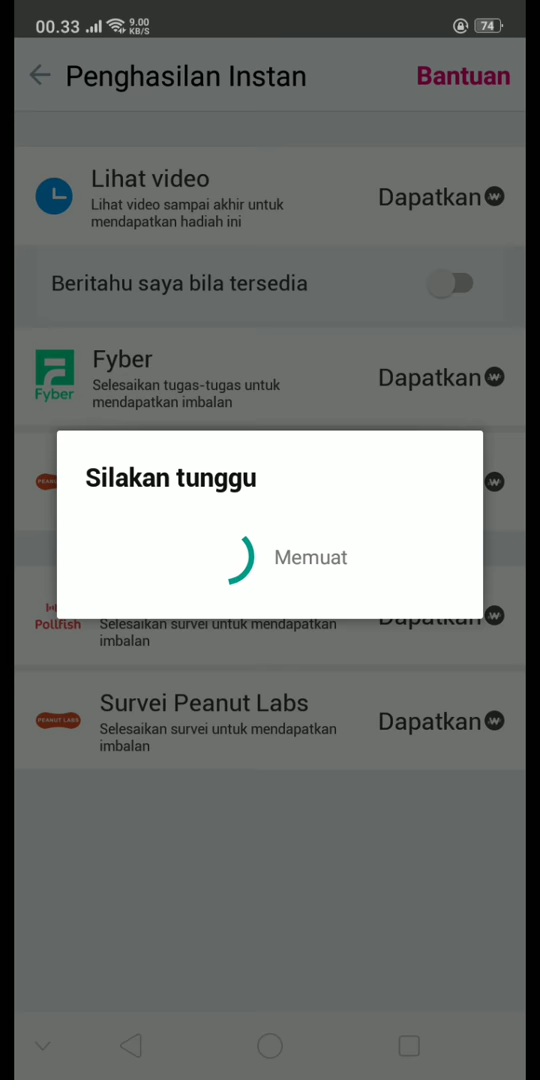 00.33
9.00
KB/S
74
Penghasilan Instan
Bantuan
Lihat video
Lihat video sampai akhir untuk
mendapatkan hadiah ini
Dapatkan
Beritahu saya bila tersedia
Fyber
Fyber
Selesaikan tugas-tugas untuk
mendapatkan imbalan
Dapatkan
Silakan tunggu
Memuat
Pollfish
Selesaikan survei untuk mendapatkan
imbalan
Dapatkan
PEANUT LABS
Survei Peanut Labs
Selesaikan survei untuk mendapatkan
imbalan
Dapatkan